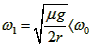 ω₁ = √(μg / 2r) ⟨ω₀